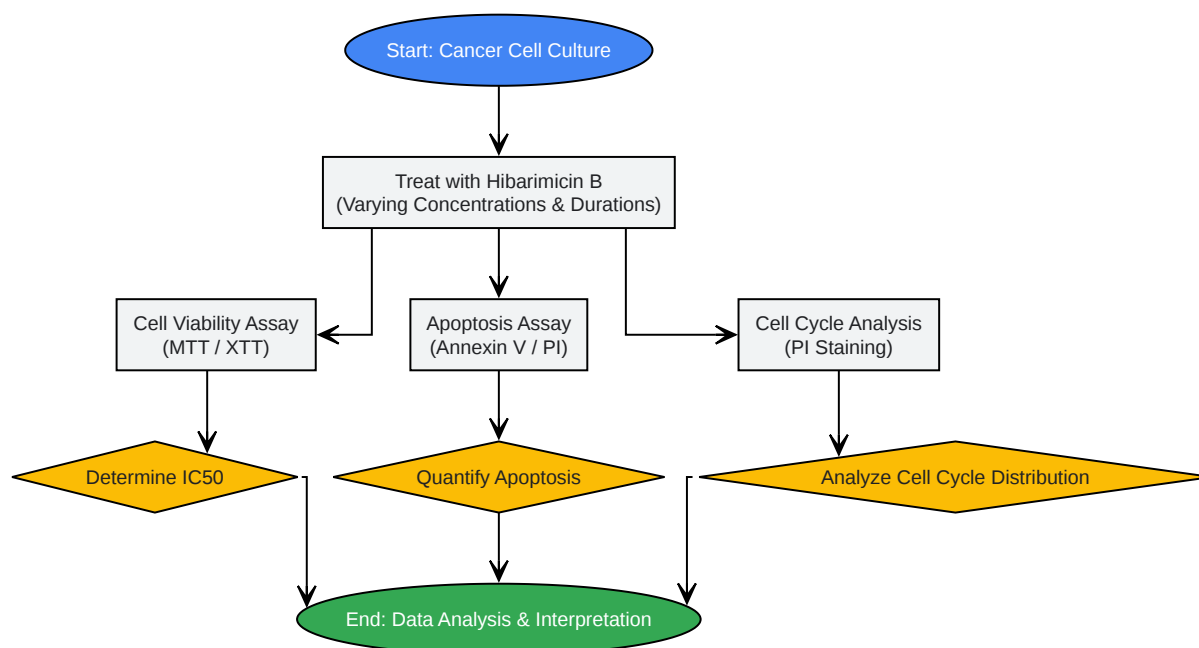 Start: Cancer Cell Culture
Treat with Hibarimicin B
(Varying Concentrations & Durations)
Cell Viability Assay
(MTT / XTT)
Apoptosis Assay
(Annexin V / PI)
Cell Cycle Analysis
(PI Staining)
Determine IC50
Quantify Apoptosis
Analyze Cell Cycle Distribution
End: Data Analysis & Interpretation